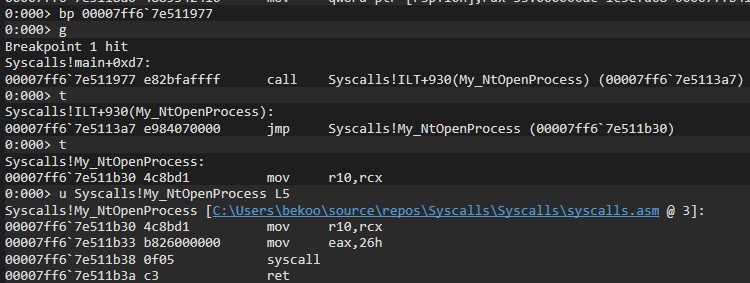 0:000> bp 00007ff6`7e511977
0:000> g
Breakpoint 1 hit
Syscalls!main+0xd7:
00007ff6`7e511977 e82bfaffff call Syscalls!ILT+930(My_NtOpenProcess) (00007ff6`7e5113a7)
0:000> t
Syscalls!ILT+930(My_NtOpenProcess):
00007ff6`7e5113a7 e984070000 jmp Syscalls!My_NtOpenProcess (00007ff6`7e511b30)
0:000> t
Syscalls!My_NtOpenProcess:
00007ff6`7e511b30 4c8bd1 mov r10,rcx
0:000> u Syscalls!My_NtOpenProcess L5
Syscalls!My_NtOpenProcess [C:\Users\bekoo\source\repos\Syscalls\Syscalls\syscalls.asm @ 3]:
00007ff6`7e511b30 4c8bd1 mov r10,rcx
00007ff6`7e511b33 b826000000 mov eax,26h
00007ff6`7e511b38 0f05 syscall
00007ff6`7e511b3a c3 ret